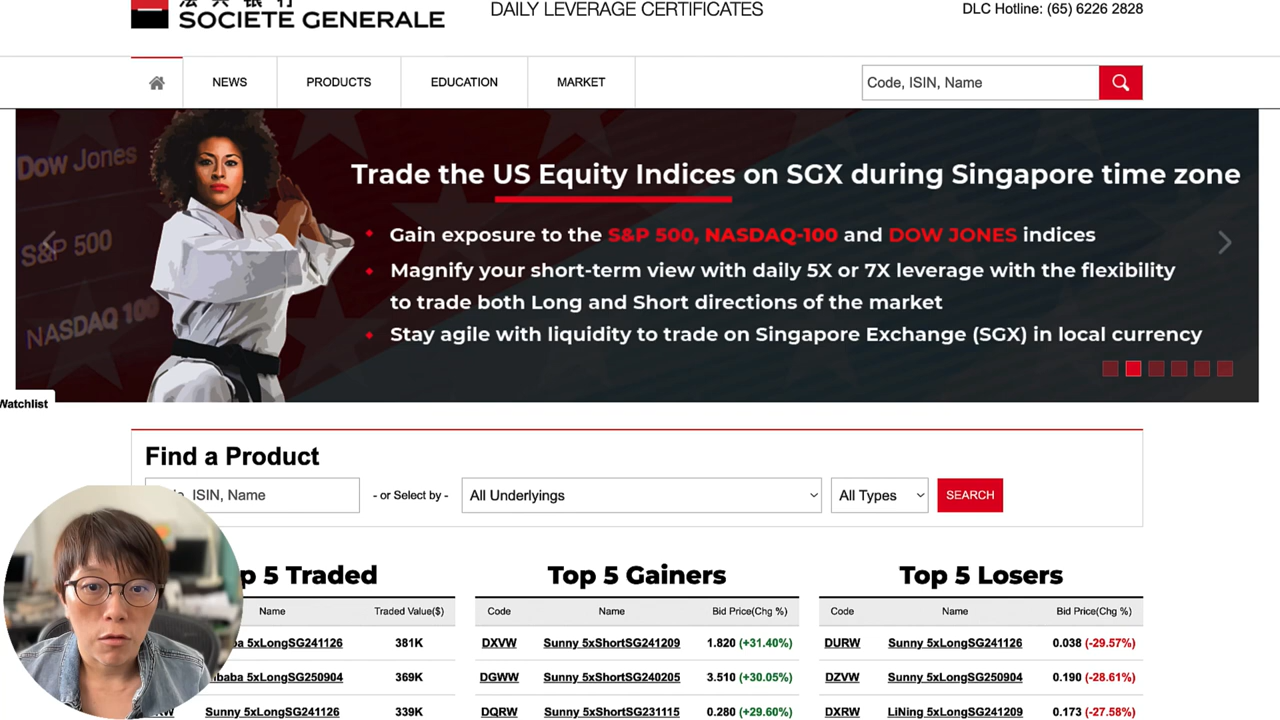 SOCIETE GENERALE
DAILY LEVERAGE CERTIFICATES
DLC Hotline: (65) 6226 2828
NEWS
PRODUCTS
EDUCATION
MARKET
Code, ISIN, Name
Dow Jones
S&P 500
NASDAQ 100
Trade the US Equity Indices on SGX during Singapore time zone
Gain exposure to the S&P 500, NASDAQ-100 and DOW JONES indices
Magnify your short-term view with daily 5X or 7X leverage with the flexibility
to trade both Long and Short directions of the market
Stay agile with liquidity to trade on Singapore Exchange (SGX) in local currency
Watchlist
Find a Product
ISIN, Name
- or Select by -
All Underlyings
All Types
SEARCH
5 Traded
Name Traded Value($)
5xLongSG241126 381K
5xLongSG250904 369K
Sunny 5xLongSG241126 339K
Top 5 Gainers
Code Name Bid Price(Chg %)
DXVW Sunny 5xShortSG241209 1.820 (+31.40%)
DGWW Sunny 5xShortSG240205 3.510 (+30.05%)
DQRW Sunny 5xShortSG231115 0.280 (+29.60%)
Top 5 Losers
Code Name Bid Price(Chg %)
DURW Sunny 5xLongSG241126 0.038 (-29.57%)
DZVW Sunny 5xLongSG250904 0.190 (-28.61%)
DXRW LiNing 5xLongSG241209 0.173 (-27.58%)